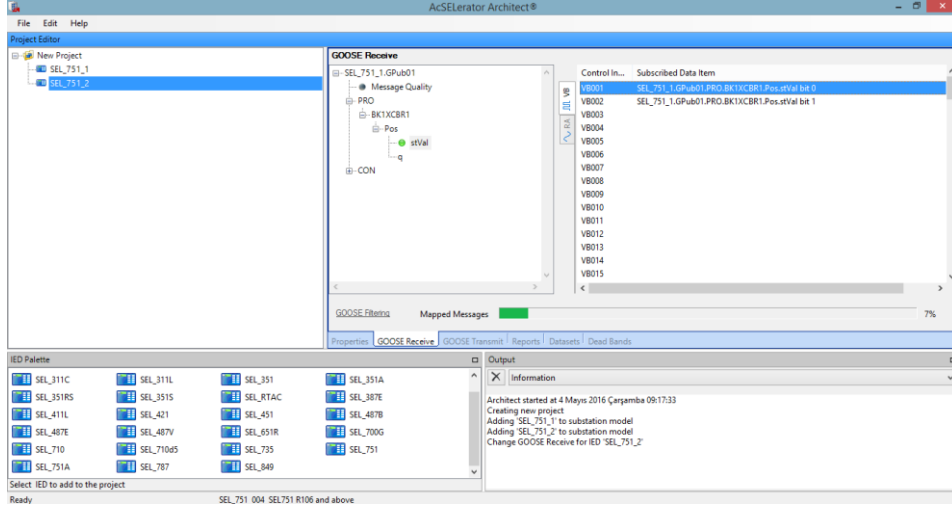 AcSELerator Architect®
File Edit Help
Project Editor
New Project
SEL_751_1
SEL_751_2
GOOSE Receive
SEL_751_1.GPub01
Message Quality
PRO
BK1XCBR1
Pos
stVal
q
CON
VB
RA
Control In... Subscribed Data Item
VB001 SEL_751_1.GPub01.PRO.BK1XCBR1.Pos.stVal bit 0
VB002 SEL_751_1.GPub01.PRO.BK1XCBR1.Pos.stVal bit 1
VB003
VB004
VB005
VB006
VB007
VB008
VB009
VB010
VB011
VB012
VB013
VB014
VB015
GOOSE Filtering Mapped Messages 7%
Properties GOOSE Receive GOOSE Transmit Reports Datasets Dead Bands
IED Palette
SEL_311C SEL_311L SEL_351 SEL_351A
SEL_351RS SEL_351S SEL_RTAC SEL_387E
SEL_411L SEL_421 SEL_451 SEL_487B
SEL_487E SEL_487V SEL_651R SEL_700G
SEL_710 SEL_710d5 SEL_735 SEL_751
SEL_751A SEL_787 SEL_849
Select IED to add to the project
Output
Information
Architect started at 4 Mayıs 2016 Çarşamba 09:17:33
Creating new project
Adding 'SEL_751_1' to substation model
Adding 'SEL_751_2' to substation model
Change GOOSE Receive for IED 'SEL_751_2'
Ready SEL_751 004 SEL751 R106 and above